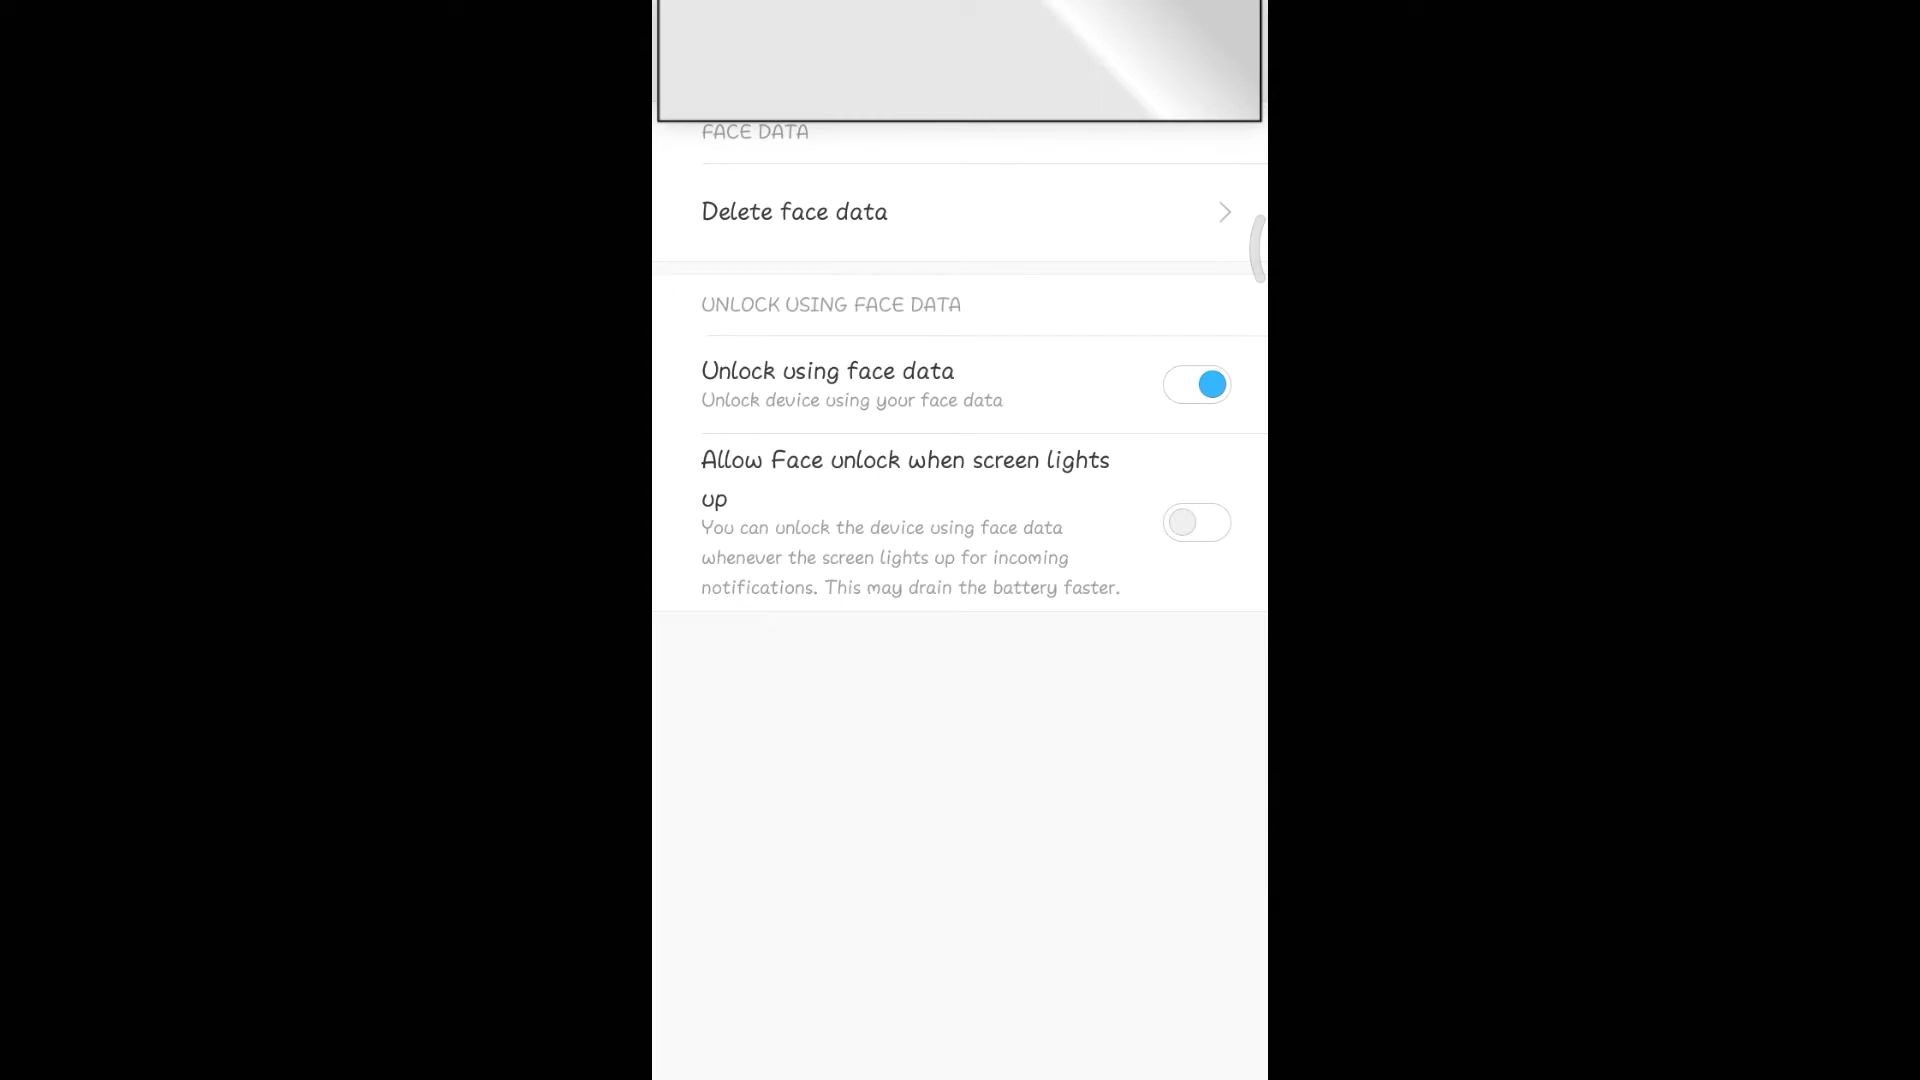 FACE DATA
Delete face data
UNLOCK USING FACE DATA
Unlock using face data
Unlock device using your face data
Allow Face unlock when screen lights
up
You can unlock the device using face data
whenever the screen lights up for incoming
notifications. This may drain the battery faster.